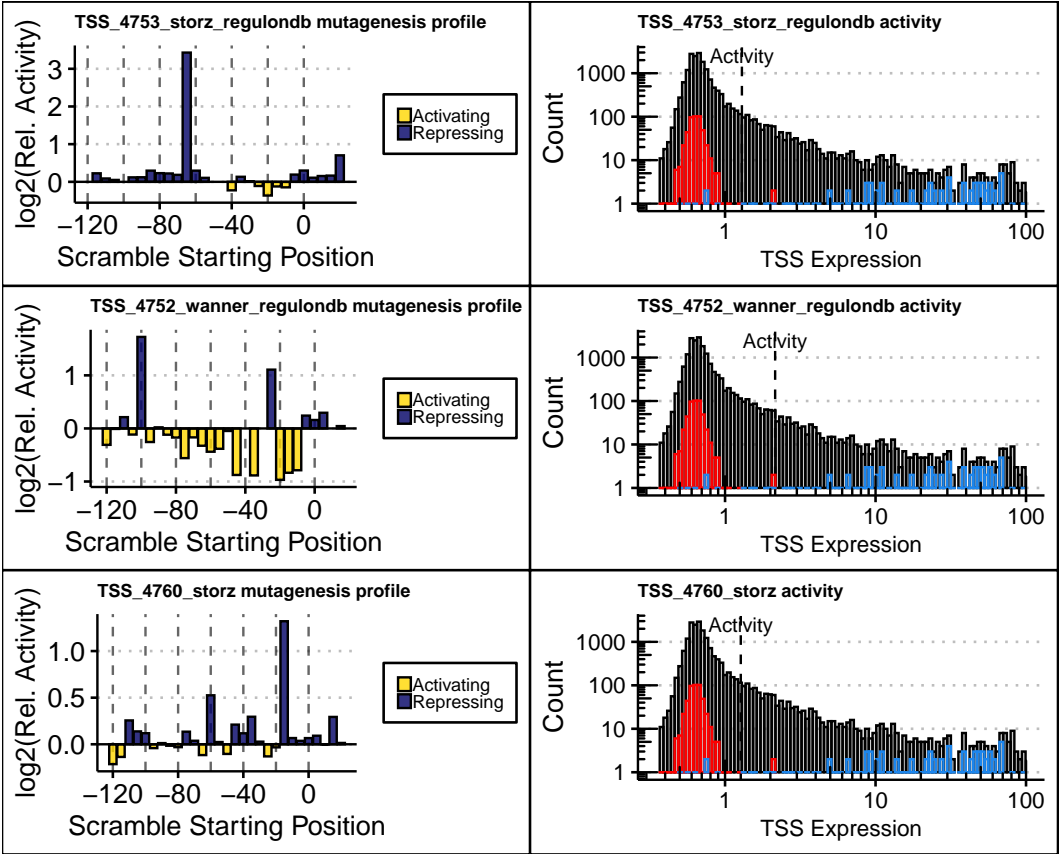 TSS_4753_storz_regulondb mutagenesis profile
log2(Rel. Activity)
3
2
1
0
−120
−80
−40
0
Scramble Starting Position
Activating
Repressing
TSS_4753_storz_regulondb activity
Activity
Count
1000
100
10
1
1
10
100
TSS Expression
TSS_4752_wanner_regulondb mutagenesis profile
log2(Rel. Activity)
1
0
−1
−120
−80
−40
0
Scramble Starting Position
Activating
Repressing
TSS_4752_wanner_regulondb activity
Activity
Count
1000
100
10
1
1
10
100
TSS Expression
TSS_4760_storz mutagenesis profile
log2(Rel. Activity)
1.0
0.5
0.0
−120
−80
−40
0
Scramble Starting Position
Activating
Repressing
TSS_4760_storz activity
Activity
Count
1000
100
10
1
1
10
100
TSS Expression